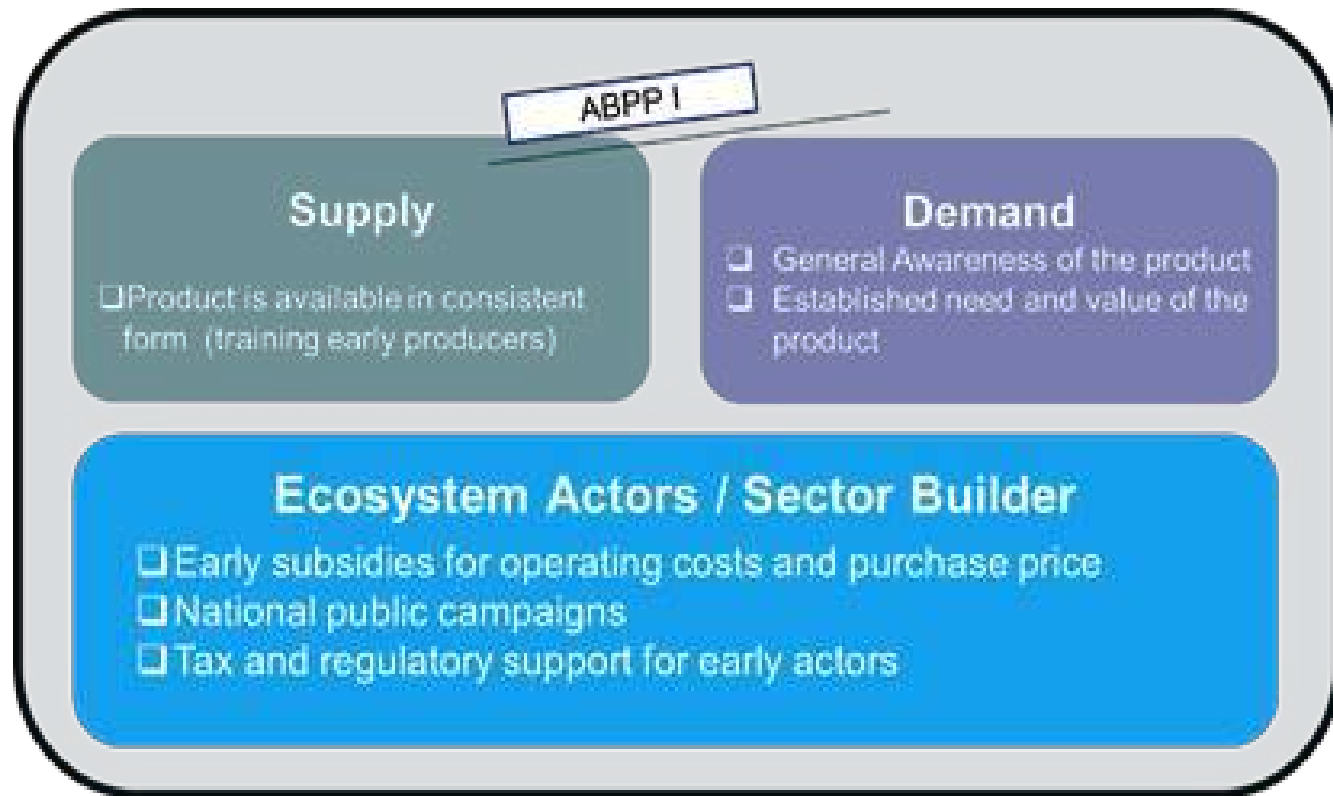 ABPP I
Supply
❑Product is available in consistent
form (training early producers)
Demand
❑ General Awareness of the product
❑ Established need and value of the
product
Ecosystem Actors / Sector Builder
❑Early subsidies for operating costs and purchase price
❑National public campaigns
❑Tax and regulatory support for early actors